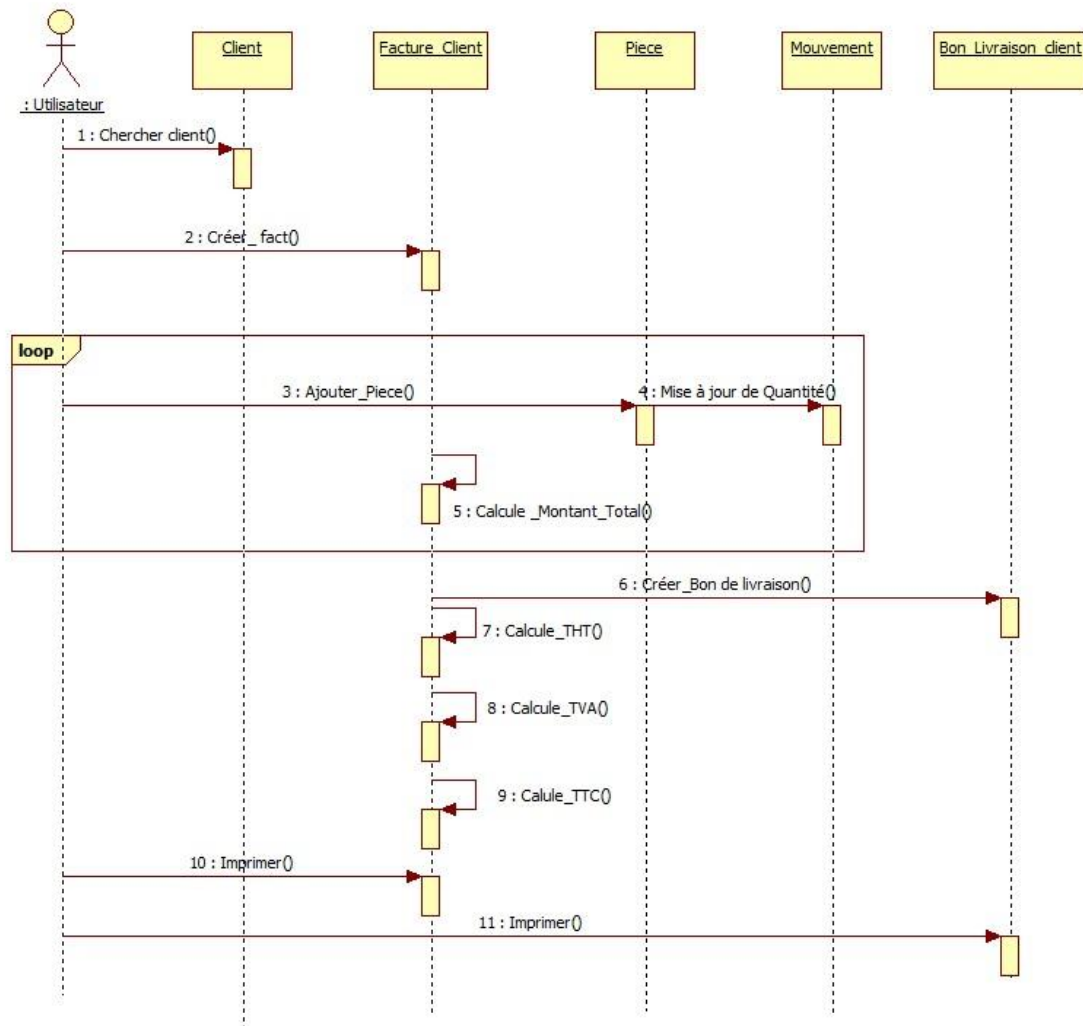 Client
Facture_Client
Piece
Mouvement
Bon_Livraison_client
: Utilisateur
1 : Chercher client()
2 : Créer_ fact()
loop
3 : Ajouter_Piece()
4 : Mise à jour de Quantité()
5 : Calcule _Montant_Total()
6 : Créer_Bon de livraison()
7 : Calcule_THT()
8 : Calcule_TVA()
9 : Calule_TTC()
10 : Imprimer()
11 : Imprimer()